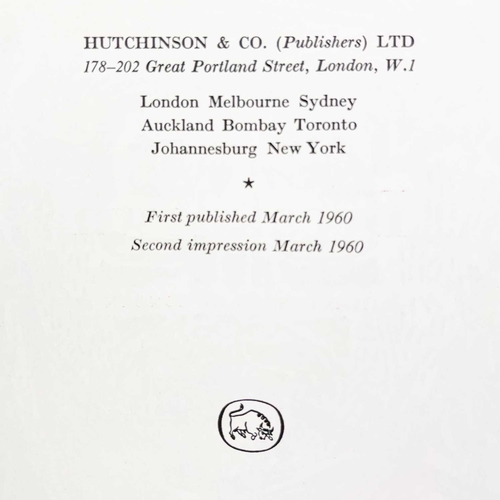 HUTCHINSON & CO. (Publishers) LTD
178–202 Great Portland Street, London, W.1
London Melbourne Sydney
Auckland Bombay Toronto
Johannesburg New York
★
First published March 1960
Second impression March 1960